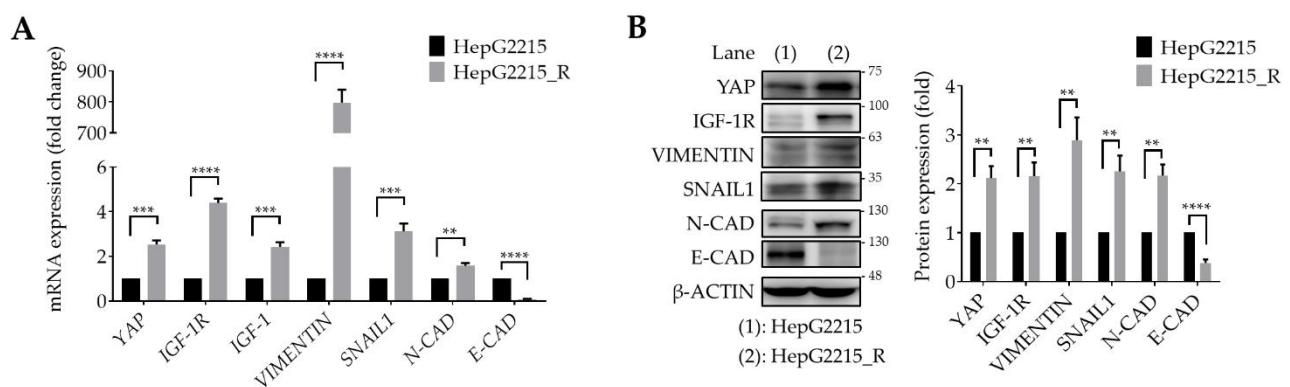 A
mRNA expression (fold change)
HepG2215
HepG2215_R
900
800
700
6
4
2
0
***
****
***
****
***
**
****
YAP
IGF-1R
IGF-1
VIMENTIN
SNAIL1
N-CAD
E-CAD
B
Lane (1) (2)
YAP
75
IGF-1R
100
VIMENTIN
63
SNAIL1
35
N-CAD
130
E-CAD
130
β-ACTIN
48
(1): HepG2215
(2): HepG2215_R
HepG2215
HepG2215_R
Protein expression (fold)
4
3
2
1
0
**
**
**
**
**
****
YAP
IGF-1R
VIMENTIN
SNAIL1
N-CAD
E-CAD